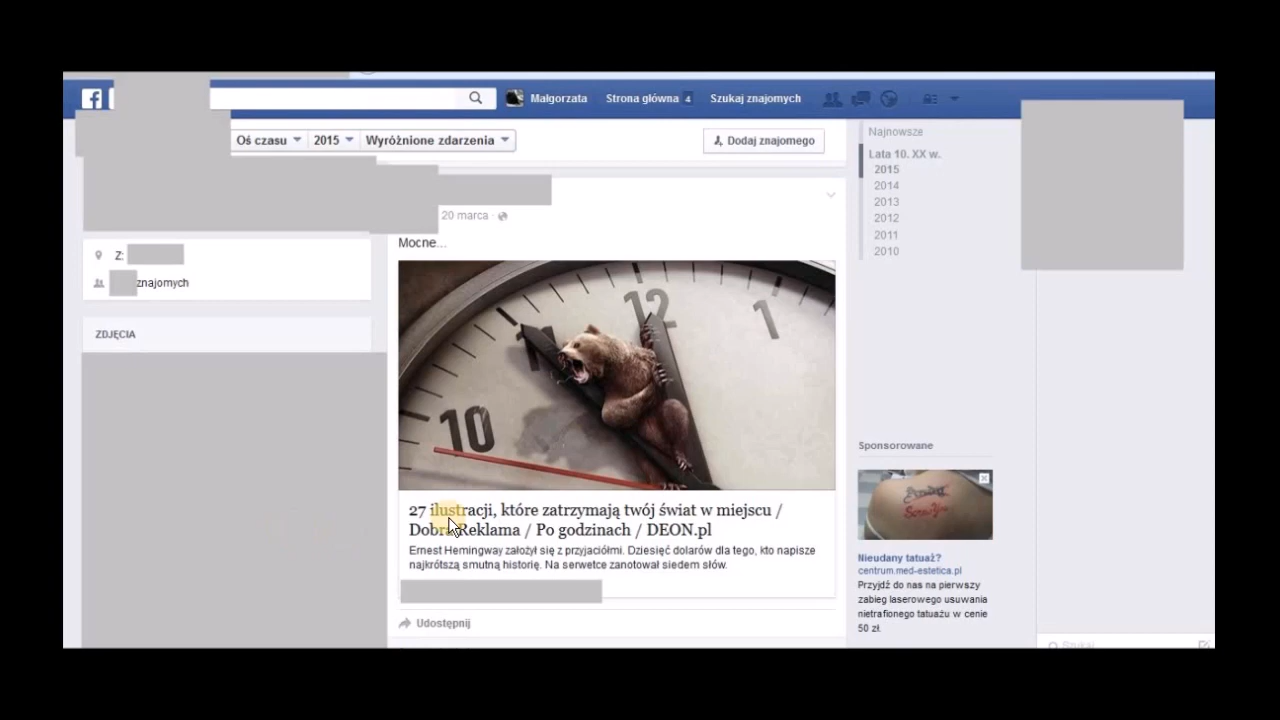 Małgorzata
Strona główna 4
Szukaj znajomych
Oś czasu
2015
Wyróżnione zdarzenia
Dodaj znajomego
Najnowsze
Lata 10. XX w.
2015
2014
2013
2012
2011
2010
20 marca
Mocne...
Z:
znajomych
ZDJĘCIA
11
12
1
10
27 ilustracji, które zatrzymają twój świat w miejscu /
Dobra Reklama / Po godzinach / DEON.pl
Ernest Hemingway założył się z przyjaciółmi. Dziesięć dolarów dla tego, kto napisze
najkrótszą smutną historię. Na serwetce zanotował siedem słów.
Udostępnij
Sponsorowane
Nieudany tatuaż?
centrum.med-estetica.pl
Przyjdź do nas na pierwszy
zabieg laserowego usuwania
nietrafionego tatuażu w cenie
50 zł.
Szukaj